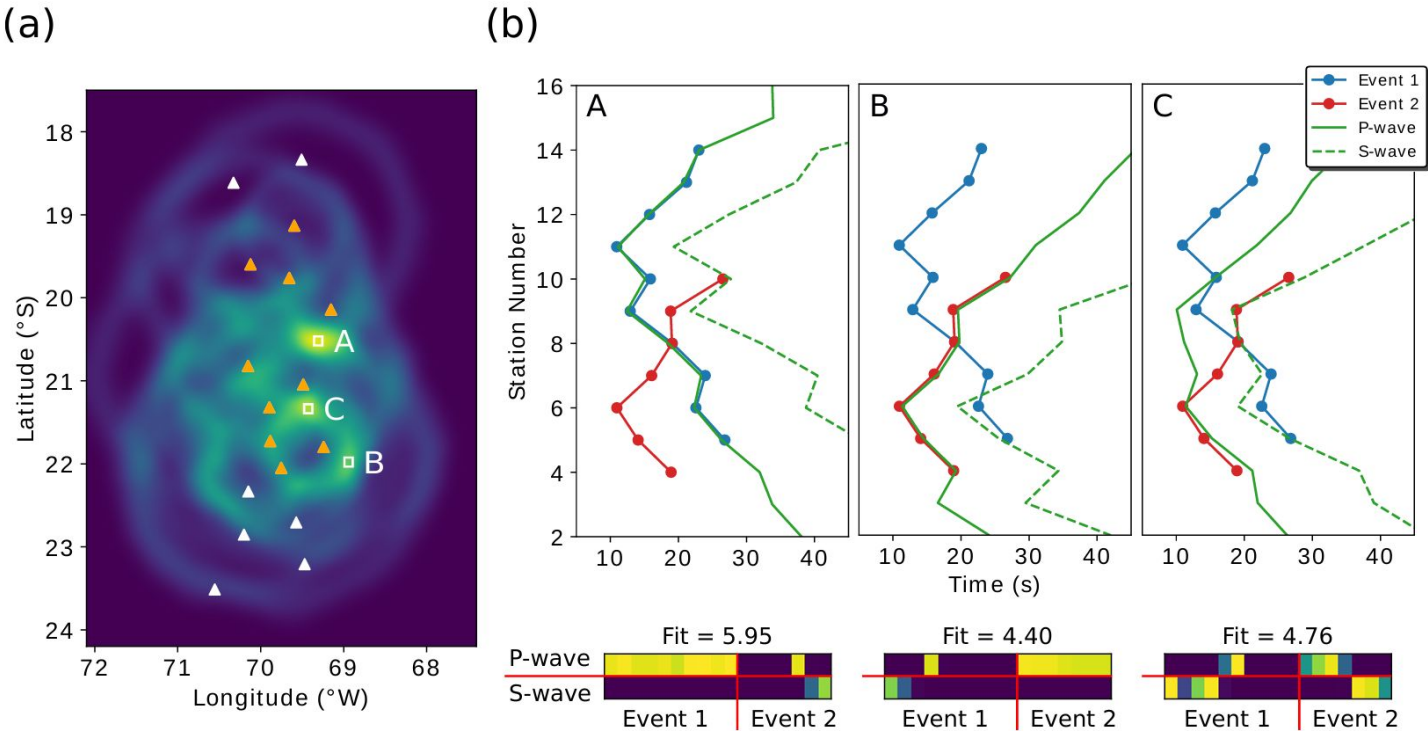 (a)
(b)
18
19
20
21
22
23
24
Latitude (°S)
72 71 70 69 68
Longitude (°W)
A
C
B
Station Number
16
14
12
10
8
6
4
2
A
B
C
Event 1
Event 2
P-wave
S-wave
10 20 30 40
10 20 30 40
10 20 30 40
Time (s)
Fit = 5.95
Fit = 4.40
Fit = 4.76
P-wave
S-wave
Event 1 Event 2
Event 1 Event 2
Event 1 Event 2